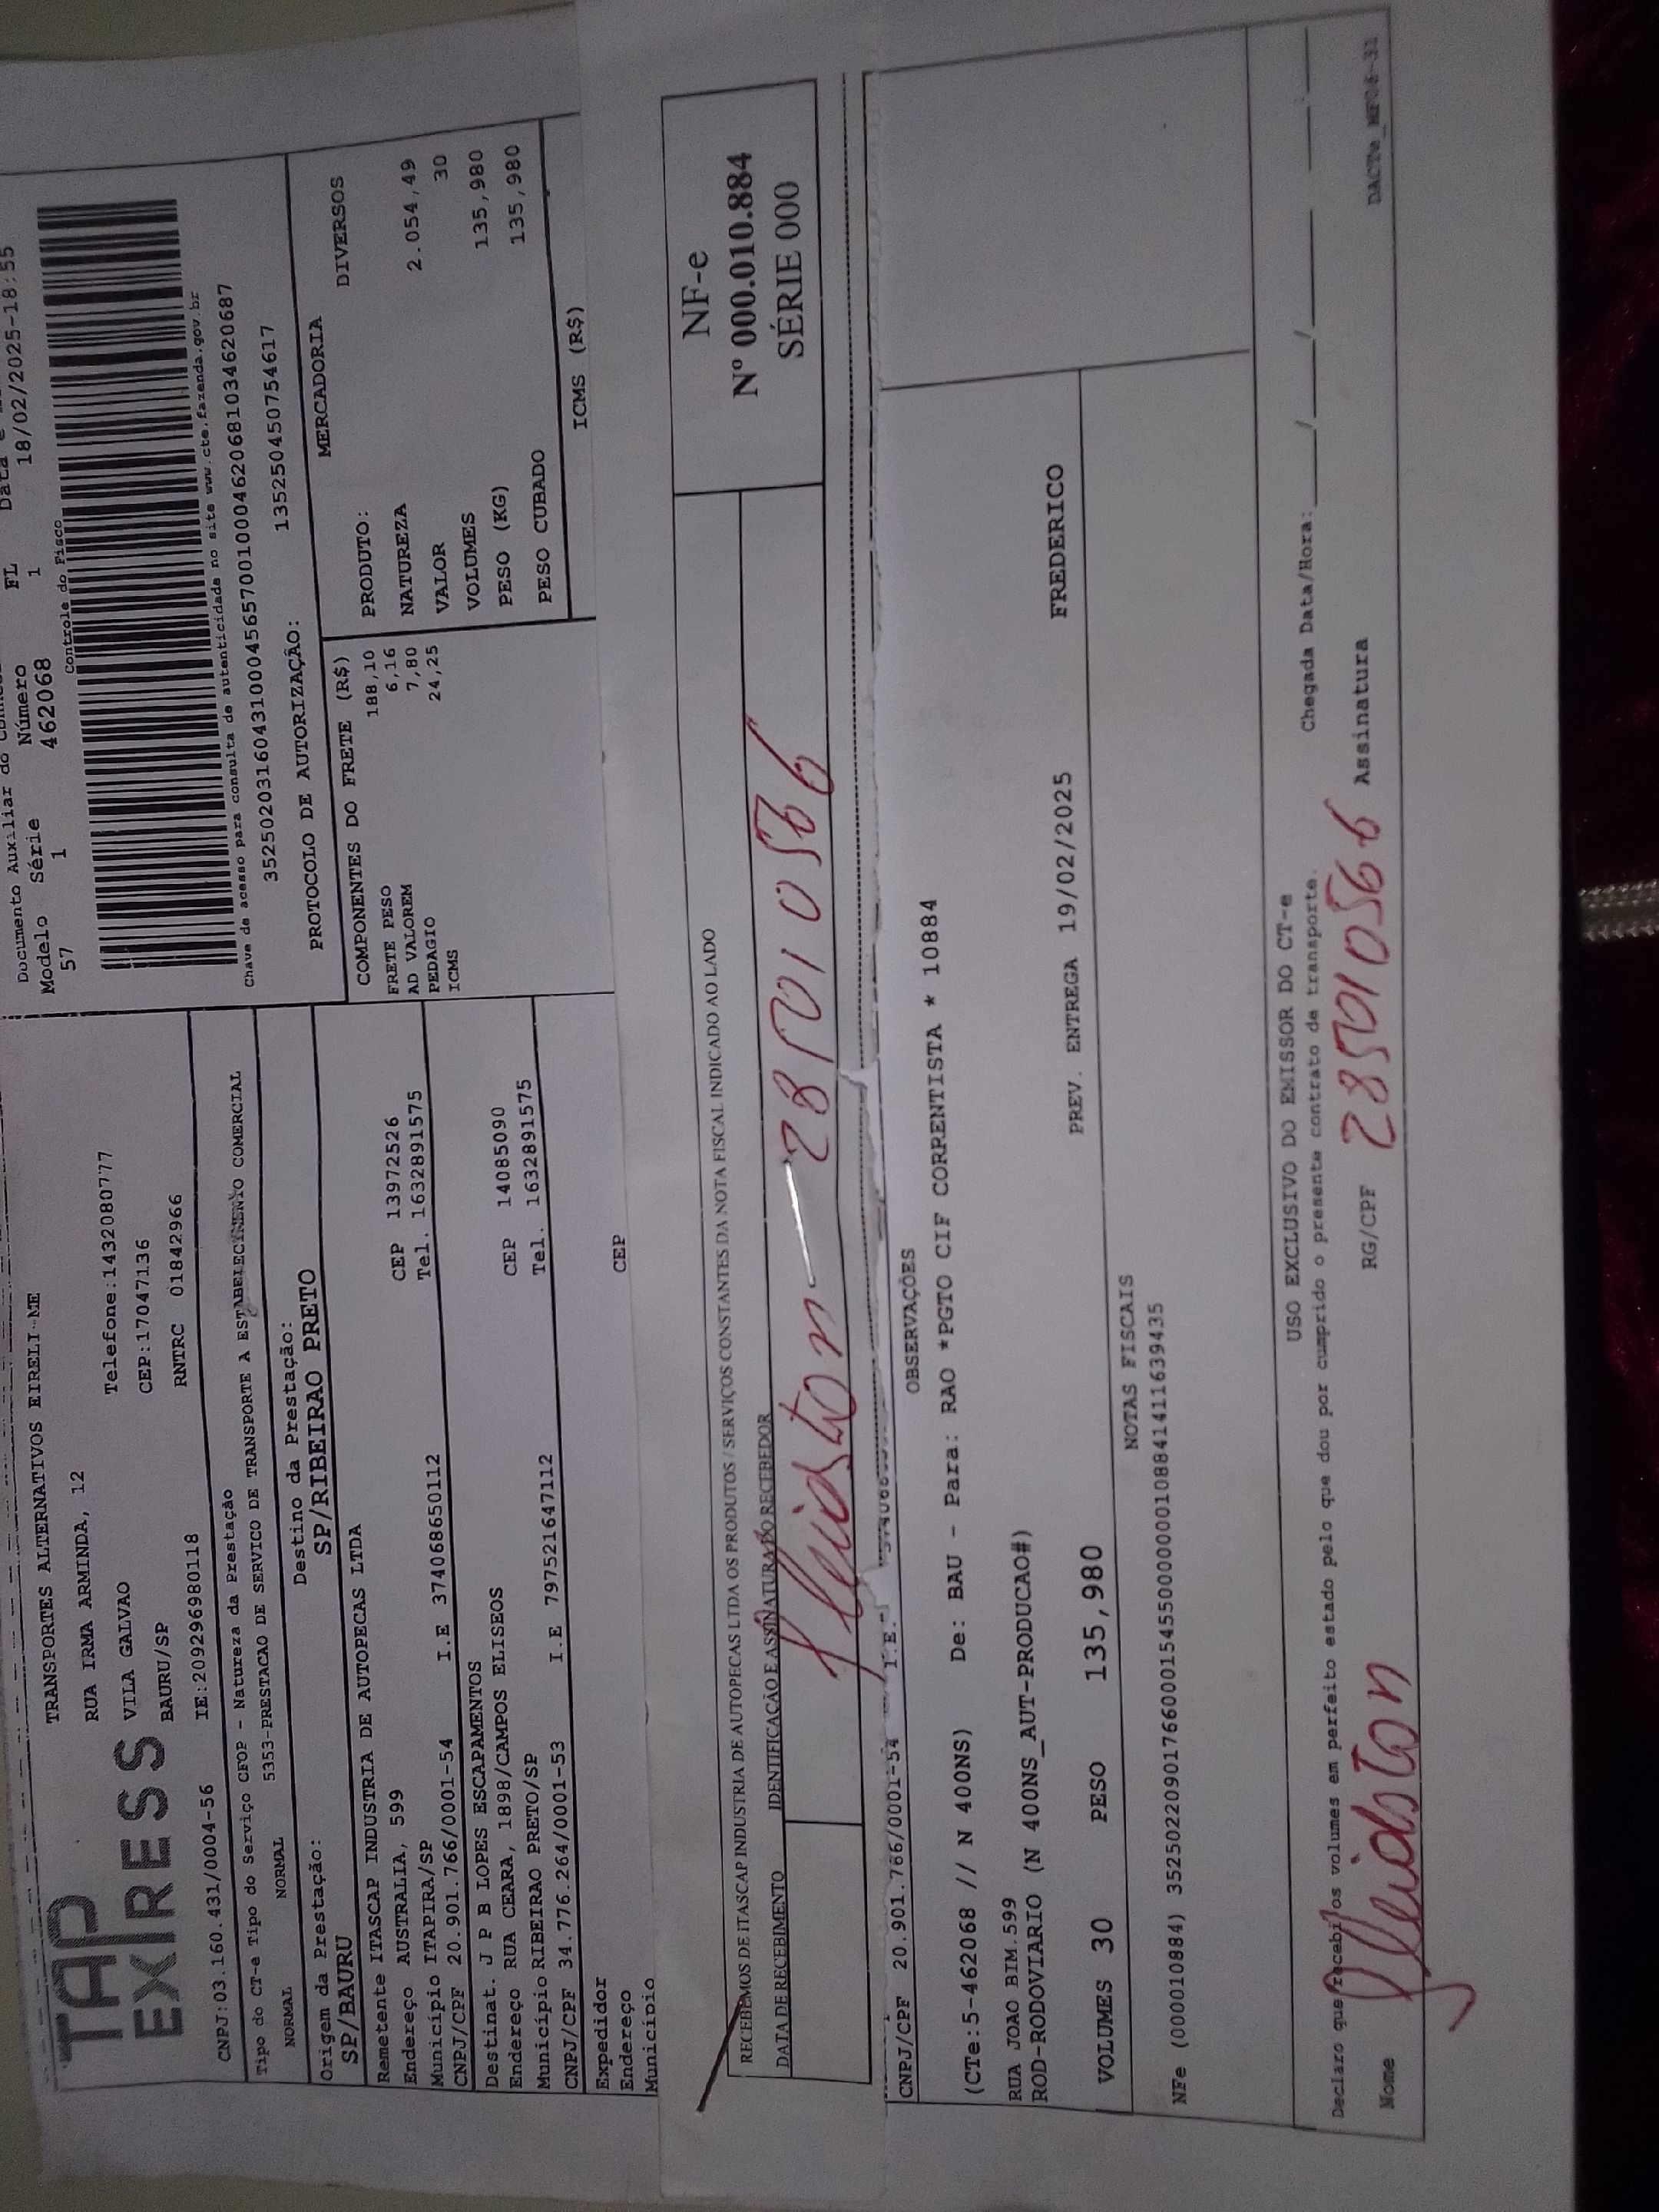 TAP
EXPRESS
TRANSPORTES ALTERNATIVOS EIRELI-ME
RUA IRMA ARMINDA, 12
VILA GALVAO
BAURU/SP
Telefone:1432080777
CEP:17047136
CNPJ:03.160.431/0004-56 IE:209296980118 RNTRC 01842966
Documento Auxiliar do
Modelo Série Número FL
57 1 462068 1 18/02/2025-18:55
Controle do Fisco
Chave de acesso para consulta de autenticidade no site www.cte.fazenda.gov.br
35250203160431000456570010004620681034620687
PROTOCOLO DE AUTORIZAÇÃO: 135250450754617
Tipo do CT-e Tipo do Serviço CFOP - Natureza da Prestação
NORMAL NORMAL 5353-PRESTACAO DE SERVICO DE TRANSPORTE A ESTABELECIMENTO COMERCIAL
Origem da Prestação: Destino da Prestação:
SP/BAURU SP/RIBEIRAO PRETO
Remetente ITASCAP INDUSTRIA DE AUTOPECAS LTDA
Endereço AUSTRALIA, 599 CEP 13972526
Município ITAPIRA/SP Tel. 1632891575
CNPJ/CPF 20.901.766/0001-54 I.E 374068650112
Destinat. J P B LOPES ESCAPAMENTOS
Endereço RUA CEARA, 1898/CAMPOS ELISEOS CEP 14085090
Município RIBEIRAO PRETO/SP Tel. 1632891575
CNPJ/CPF 34.776.264/0001-53 I.E 797521647112
Expedidor
Endereço
Município CEP
COMPONENTES DO FRETE (R$)
FRETE PESO 188,10
AD VALOREM 6,16
PEDAGIO 7,80
ICMS 24,25
MERCADORIA
PRODUTO: DIVERSOS
NATUREZA
VALOR 2.054,49
VOLUMES 30
PESO (KG) 135,980
PESO CUBADO 135,980
ICMS (R$)
RECEBEMOS DE ITASCAP INDUSTRIA DE AUTOPECAS LTDA OS PRODUTOS / SERVIÇOS CONSTANTES DA NOTA FISCAL INDICADO AO LADO
DATA DE RECEBIMENTO IDENTIFICAÇÃO E ASSINATURA DO RECEBEDOR
285010566
NF-e
Nº 000.010.884
SÉRIE 000
CNPJ/CPF 20.901.766/0001-54 I.E.
OBSERVAÇÕES
(CTe:5-462068 // N 400NS) De: BAU - Para: RAO *PGTO CIF CORRENTISTA * 10884
RUA JOAO BIM.599
ROD-RODOVIARIO (N 400NS_AUT-PRODUCAO#) FREDERICO
VOLUMES 30 PESO 135,980 PREV. ENTREGA 19/02/2025
NOTAS FISCAIS
NFe (000010884) 35250220901766000154550000000108841411639435
USO EXCLUSIVO DO EMISSOR DO CT-e
Declaro que recebi os volumes em perfeito estado pelo que dou por cumprido o presente contrato de transporte. Chegada Data/Hora:____/____/____ ___:___
Nome RG/CPF 28501056 6 Assinatura